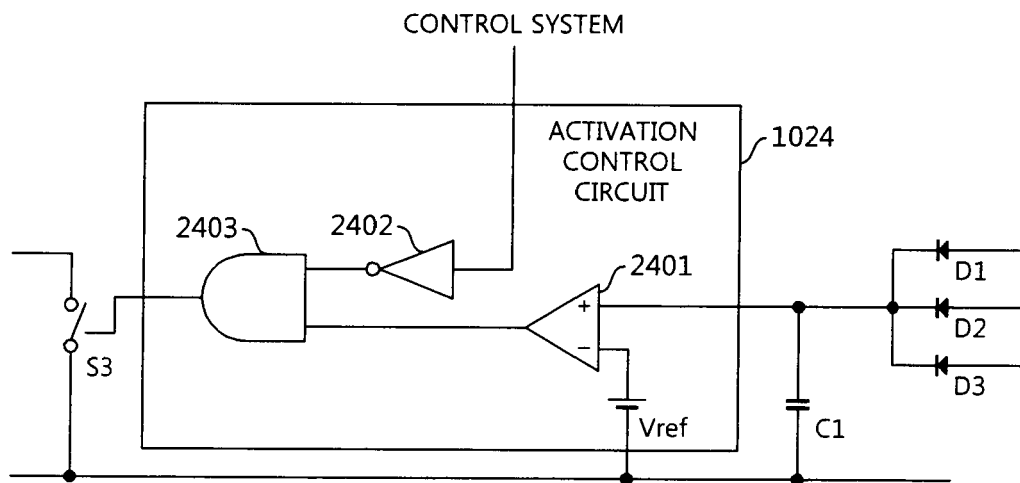 CONTROL SYSTEM
ACTIVATION
CONTROL
CIRCUIT
1024
2403
2402
2401
+
−
D1
D2
D3
S3
Vref
C1